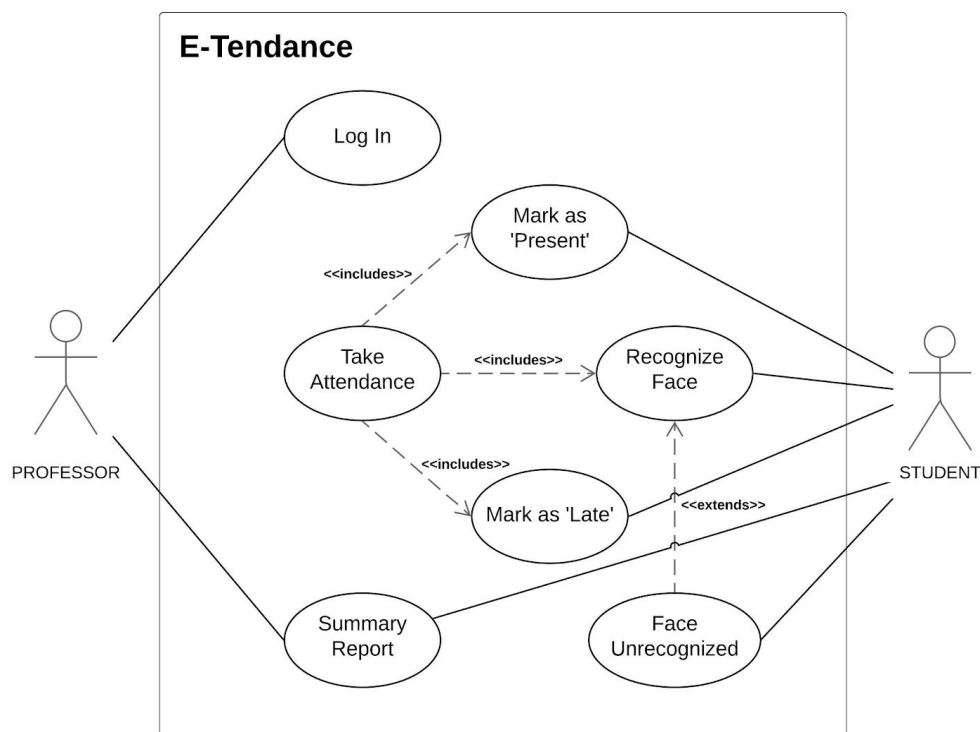 E-Tendance
Log In
Mark as
'Present'
<<includes>>
Take
Attendance
<<includes>>
Recognize
Face
PROFESSOR
STUDENT
<<includes>>
Mark as 'Late'
<<extends>>
Summary
Report
Face
Unrecognized